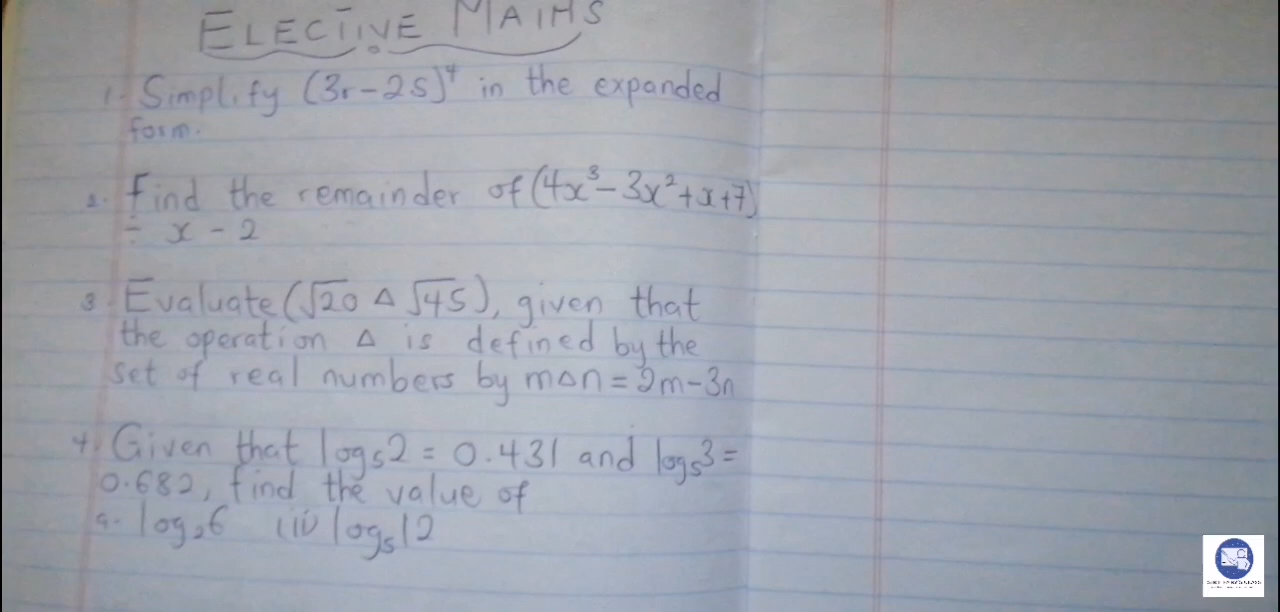 ELECTIVE MATHS
1. Simplify (3r-2s)⁴ in the expanded
form.
2. Find the remainder of (4x³-3x²+x+7)
÷ x - 2
3 Evaluate (√20 Δ √45), given that
the operation Δ is defined by the
set of real numbers by mΔn = 2m-3n
4. Given that log₅2 = 0.431 and log₅3 =
0.682, find the value of
a. log₂6 (ii) log₅12